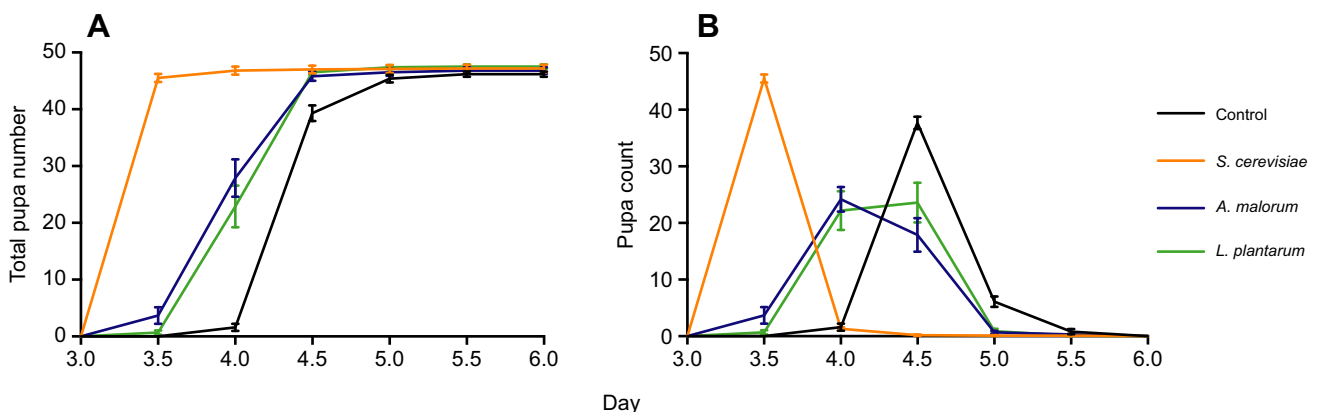 A
B
Total pupa number
50
40
30
20
10
0
3.0 3.5 4.0 4.5 5.0 5.5 6.0
Pupa count
50
40
30
20
10
0
3.0 3.5 4.0 4.5 5.0 5.5 6.0
Control
S. cerevisiae
A. malorum
L. plantarum
Day